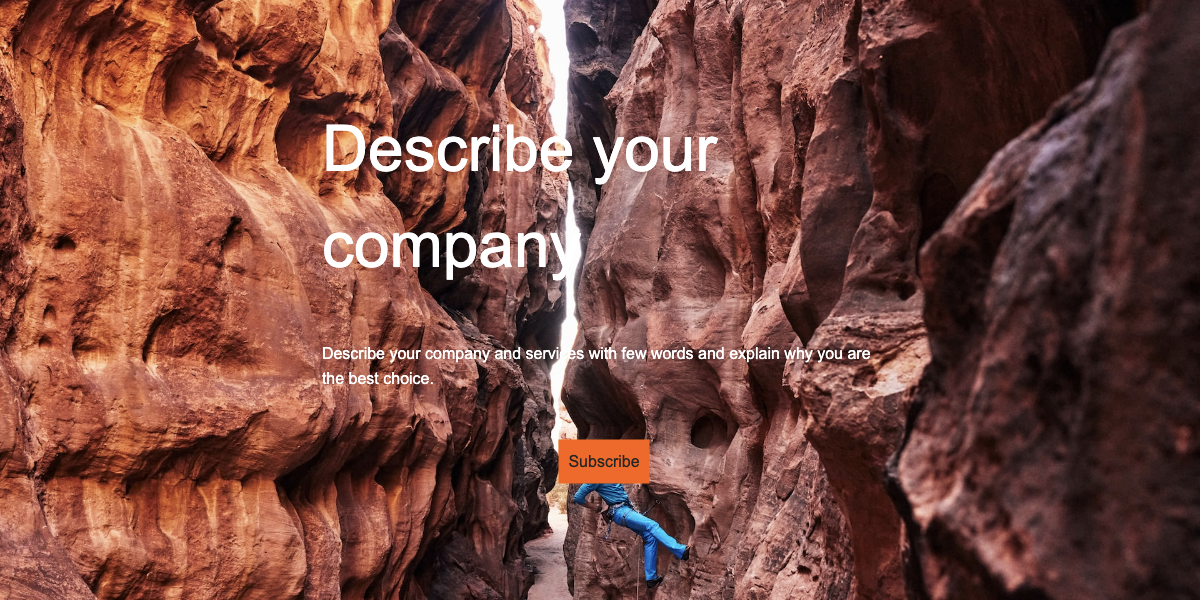 Describe your
company
Describe your company and services with few words and explain why you are
the best choice.
Subscribe